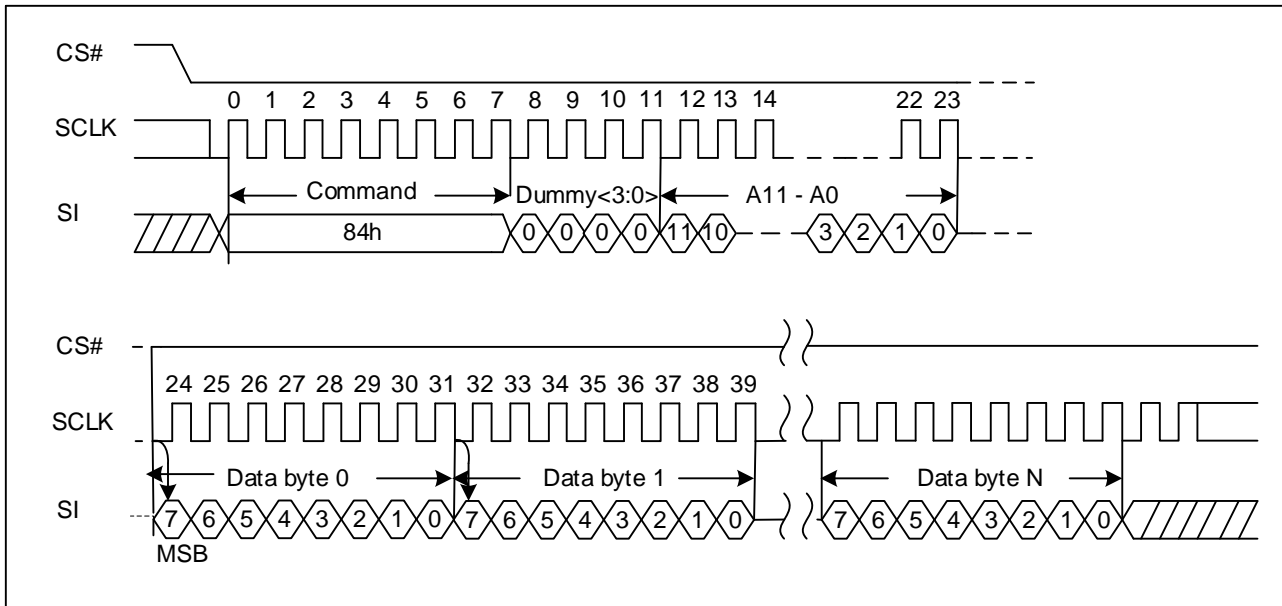 CS#
0 1 2 3 4 5 6 7 8 9 10 11 12 13 14 22 23
SCLK
Command Dummy<3:0> A11 - A0
SI
84h 0 0 0 0 11 10 3 2 1 0
CS#
24 25 26 27 28 29 30 31 32 33 34 35 36 37 38 39
SCLK
Data byte 0 Data byte 1 Data byte N
SI
7 6 5 4 3 2 1 0 7 6 5 4 3 2 1 0 7 6 5 4 3 2 1 0
MSB